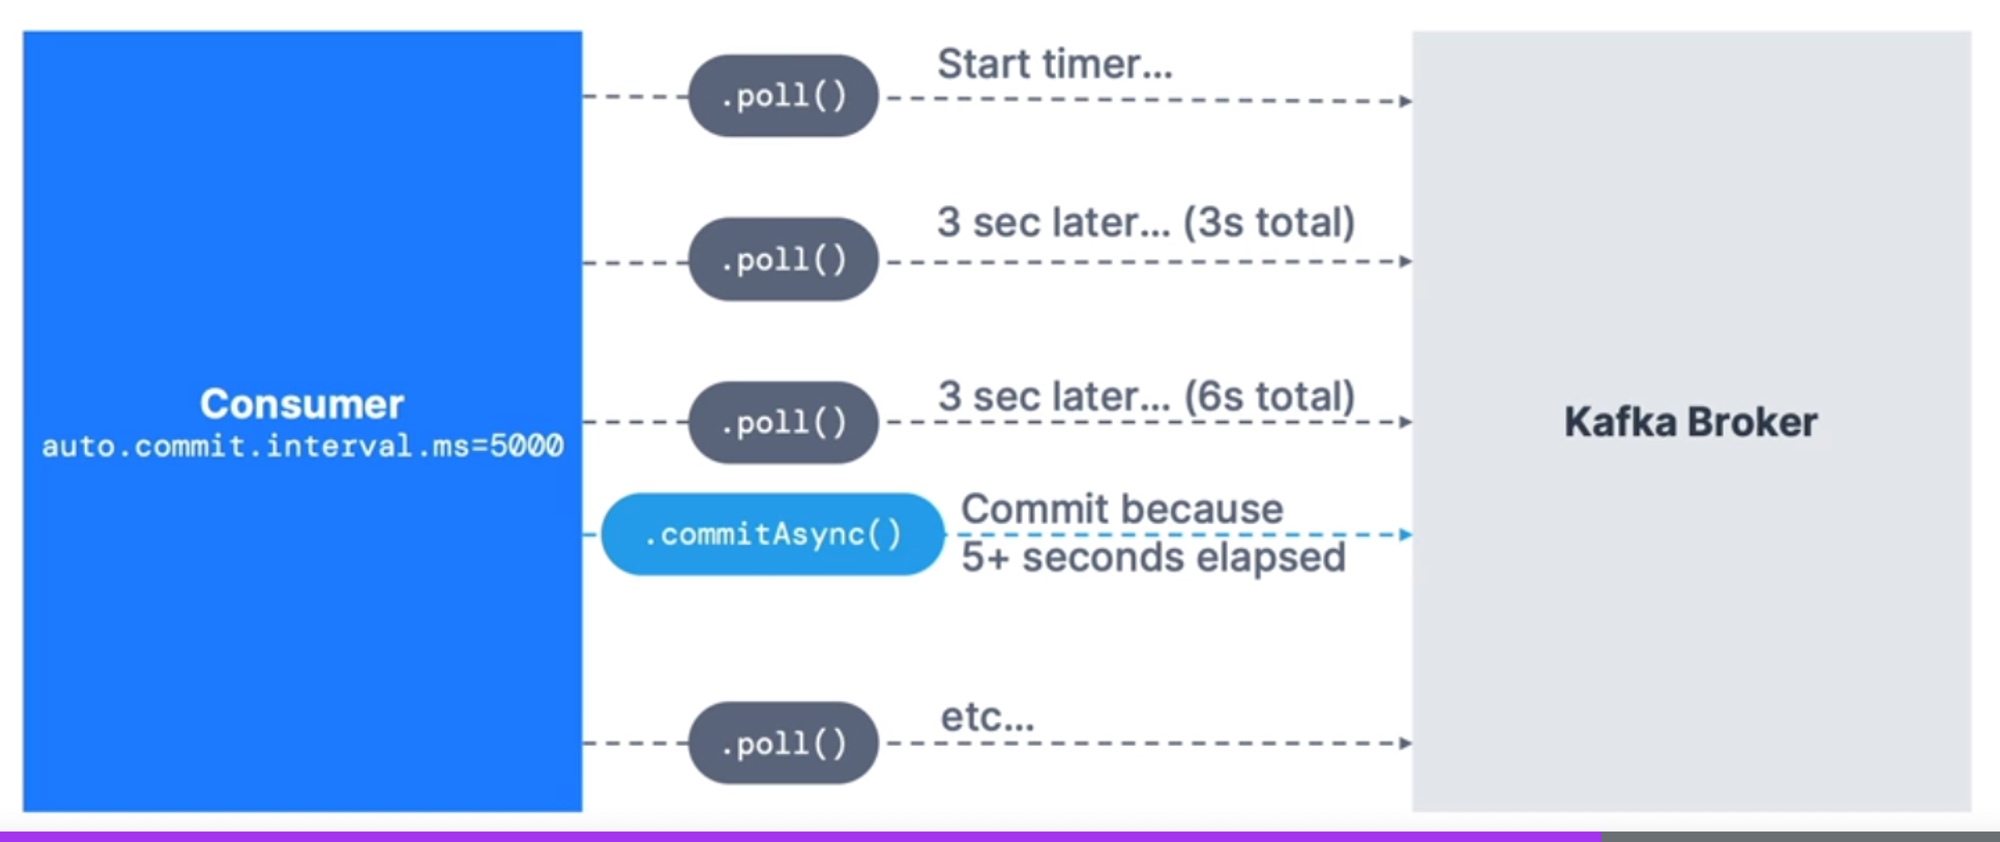 .poll()
Start timer...
.poll()
3 sec later... (3s total)
Consumer
auto.commit.interval.ms=5000
.poll()
3 sec later... (6s total)
Kafka Broker
.commitAsync()
Commit because
5+ seconds elapsed
.poll()
etc...